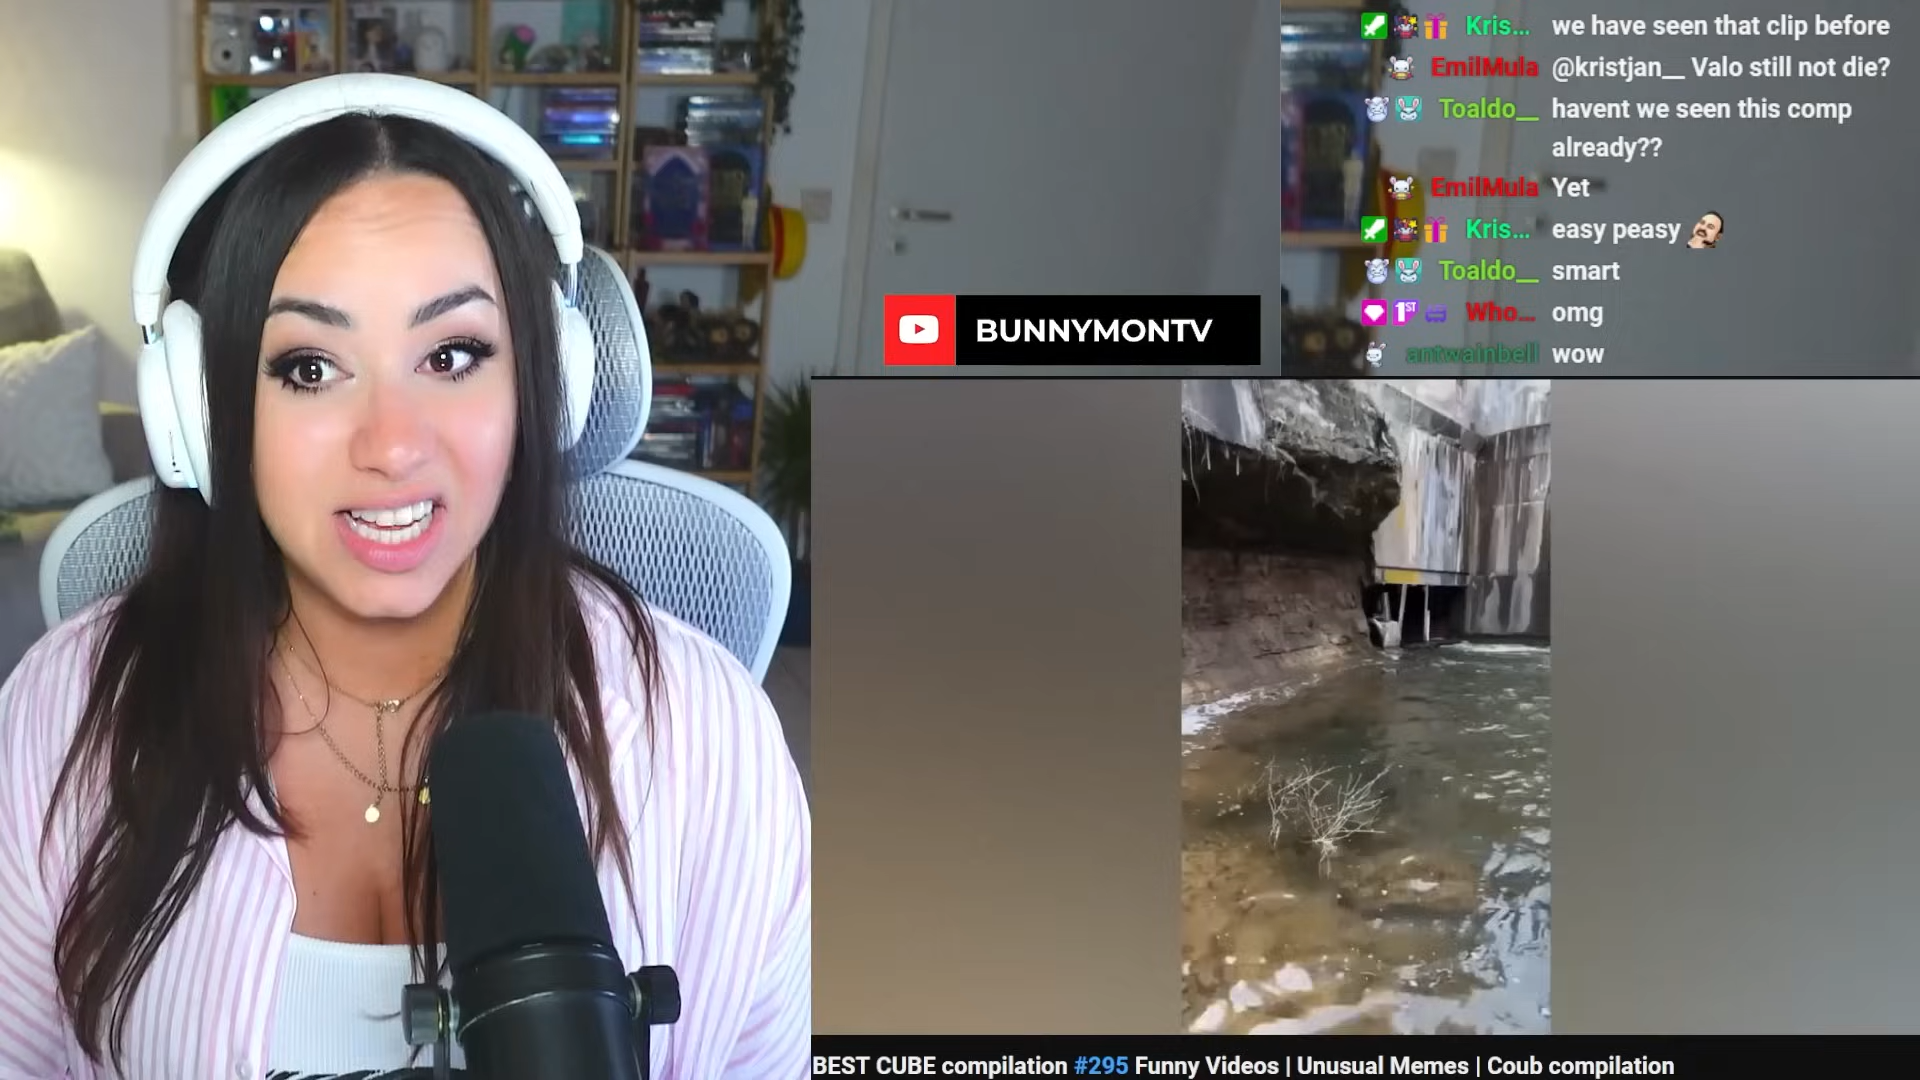 Kris... we have seen that clip before
EmilMula @kristjan__ Valo still not die?
Toaldo__ havent we seen this comp
already??
EmilMula Yet
Kris... easy peasy
Toaldo__ smart
1ST Who... omg
antwainbell wow
BUNNYMONTV
BEST CUBE compilation #295 Funny Videos | Unusual Memes | Coub compilation